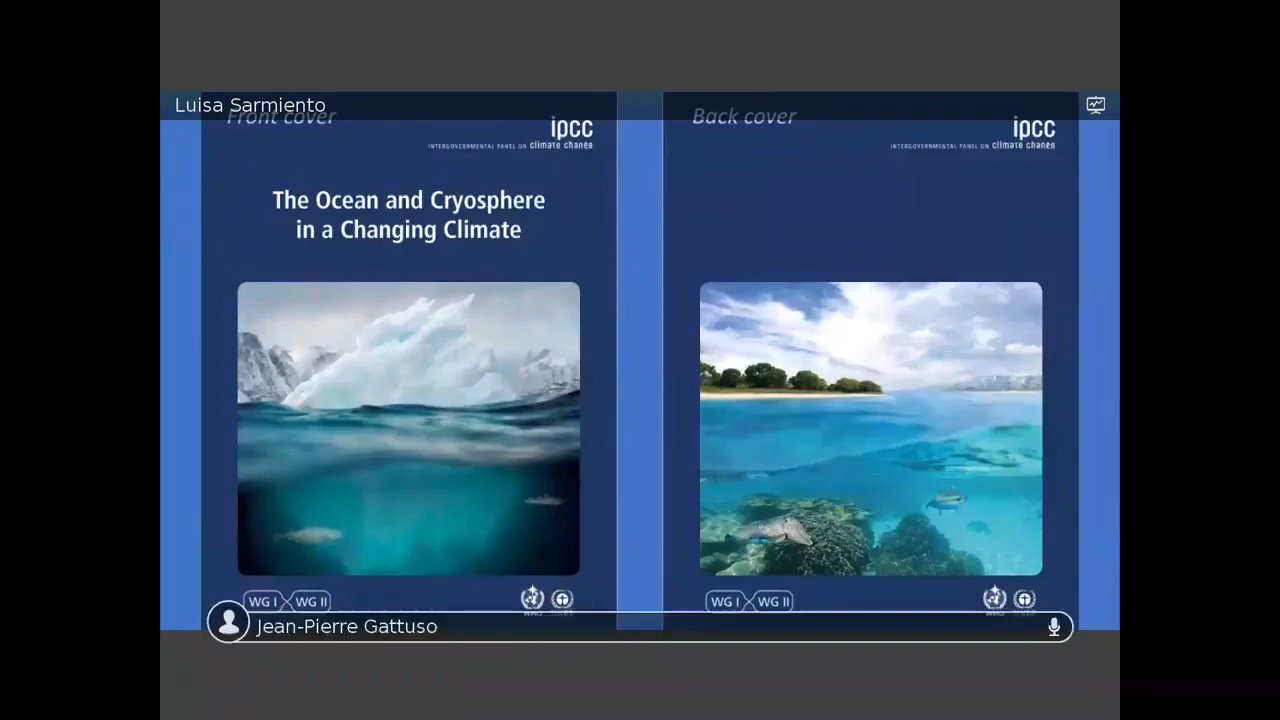 Luisa Sarmiento
Front cover
ipcc
INTERGOVERNMENTAL PANEL ON climate change
The Ocean and Cryosphere
in a Changing Climate
WG I WG II
Back cover
ipcc
INTERGOVERNMENTAL PANEL ON climate change
WG I WG II
Jean-Pierre Gattuso